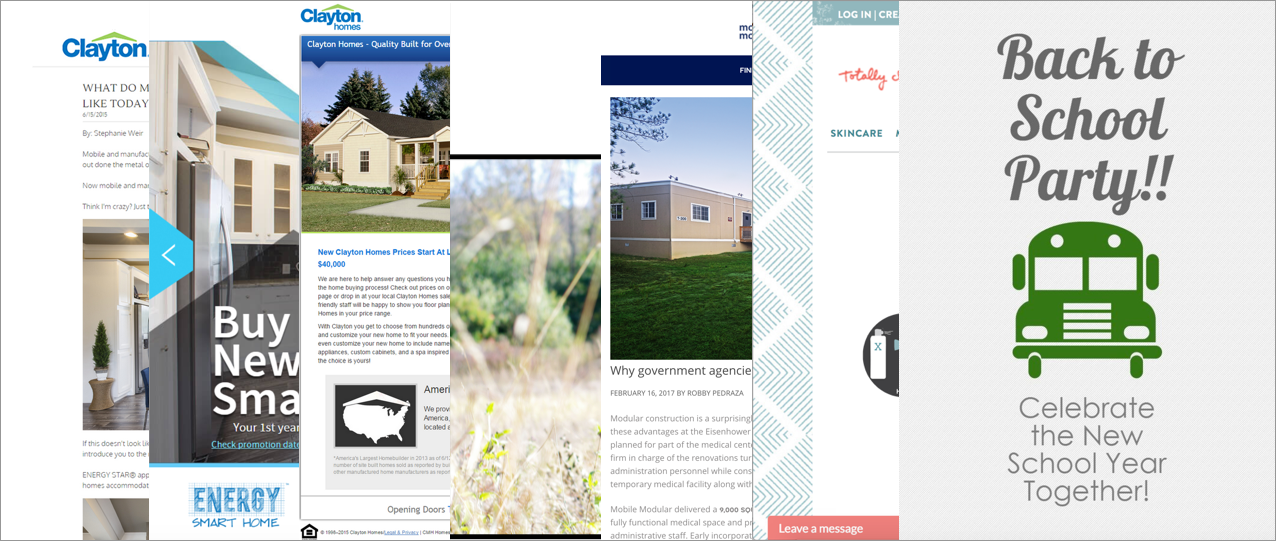 Clayton.
WHAT DO M
LIKE TODAY
6/15/2015
By: Stephanie Weir
Mobile and manufac
out done the metal o
Now mobile and ma
Think I'm crazy? Just
If this doesn't look lik
introduce you to the
ENERGY STAR® app
homes accommodat
Buy
New
Sma
Your 1st year
Check promotion date
ENERGY
SMART HOME
Clayton
homes
Clayton Homes - Quality Built for Over
New Clayton Homes Prices Start At L
$40,000
We are here to help answer any questions you h
the home buying process! Check out prices on o
page or drop in at your local Clayton Homes sale
friendly staff will be happy to show you floor plan
Homes in your price range.
With Clayton you get to choose from hundreds o
and customize your new home to fit your needs.
even customize your new home to include name
appliances, custom cabinets, and a spa inspired
the choice is yours!
Ameri
We provi
America,
located a
*America's Largest Homebuilder in 2013 as of 6/1
number of site built homes sold as reported by bui
other manufactured home manufacturers as repor
Opening Doors T
© 1998-2015 Clayton Homes Legal & Privacy | CMH Homes
mo
mo
FIN
Why government agencie
FEBRUARY 16, 2017 BY ROBBY PEDRAZA
Modular construction is a surprising
these advantages at the Eisenhower
planned for part of the medical cent
firm in charge of the renovations tur
administration personnel while cons
temporary medical facility along with
Mobile Modular delivered a 9,000 SQU
fully functional medical space and pr
administrative staff. Early incorporat
LOG IN | CRE
Totally
SKINCARE
X
Leave a message
Back to
School
Party!!
Celebrate
the New
School Year
Together!